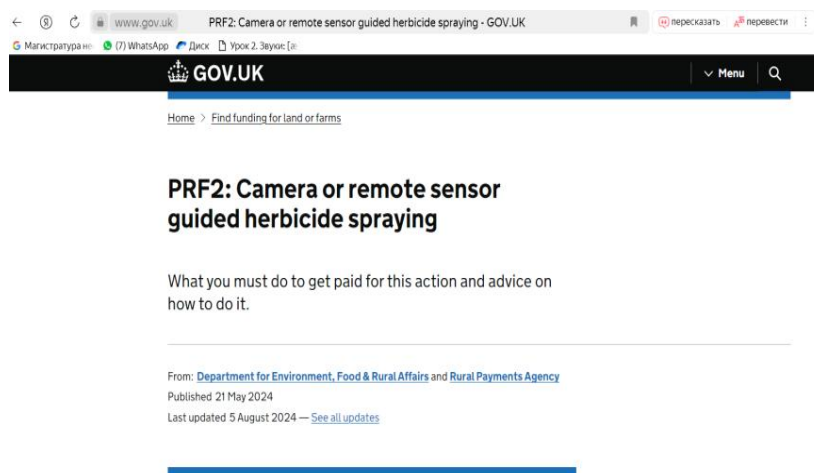 www.gov.uk PRF2: Camera or remote sensor guided herbicide spraying - GOV.UK пересказать перевести
Магистратура не (7) WhatsApp Диск Урок 2. Звуки: [æ
GOV.UK Menu
Home > Find funding for land or farms
PRF2: Camera or remote sensor
guided herbicide spraying
What you must do to get paid for this action and advice on
how to do it.
From: Department for Environment, Food & Rural Affairs and Rural Payments Agency
Published 21 May 2024
Last updated 5 August 2024 — See all updates